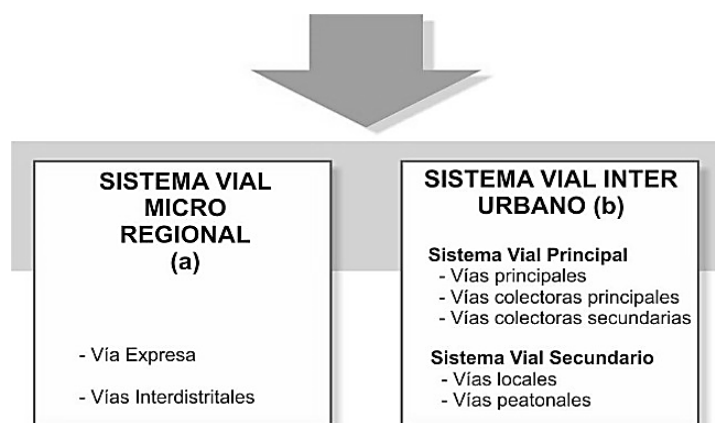 SISTEMA VIAL
MICRO
REGIONAL
(a)
- Vía Expresa
- Vías Interdistritales
SISTEMA VIAL INTER
URBANO (b)
Sistema Vial Principal
- Vías principales
- Vías colectoras principales
- Vías colectoras secundarias
Sistema Vial Secundario
- Vías locales
- Vías peatonales